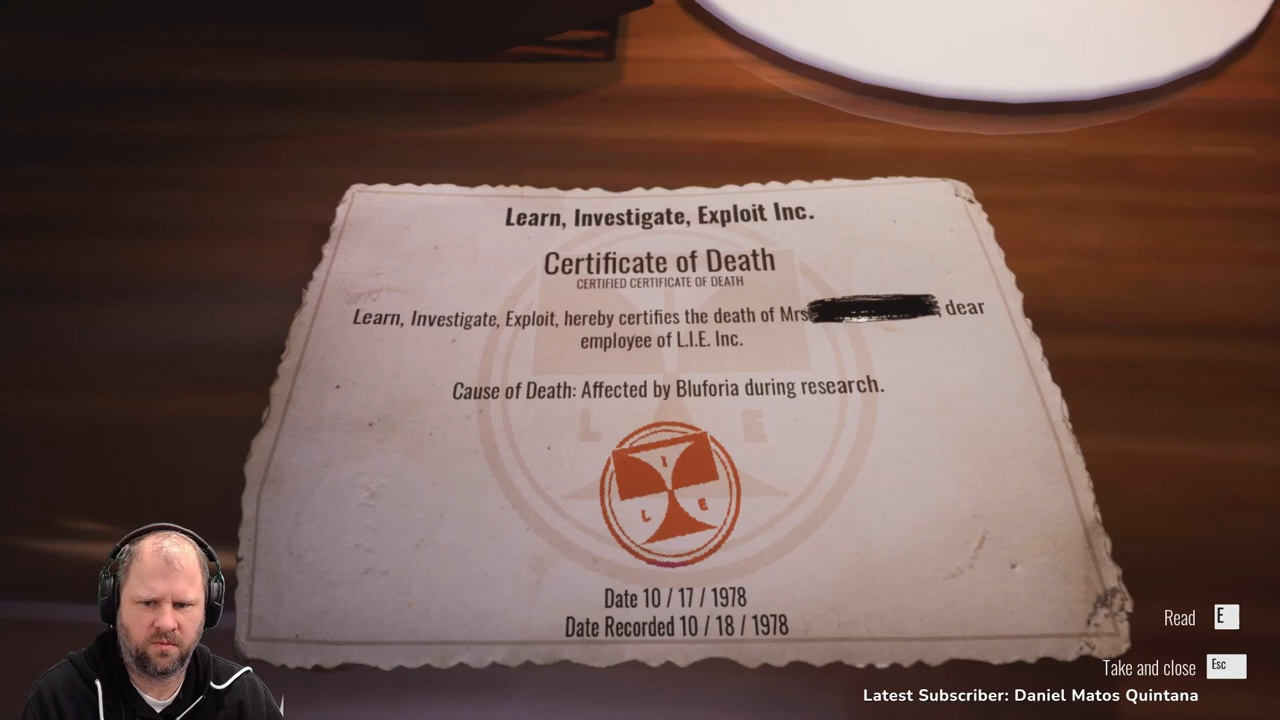 Learn, Investigate, Exploit Inc.
Certificate of Death
CERTIFIED CERTIFICATE OF DEATH
Learn, Investigate, Exploit, hereby certifies the death of Mrs , dear
employee of L.I.E. Inc.
Cause of Death: Affected by Bluforia during research.
L E
I
L E
Date 10 / 17 / 1978
Date Recorded 10 / 18 / 1978
Read E
Take and close Esc
Latest Subscriber: Daniel Matos Quintana